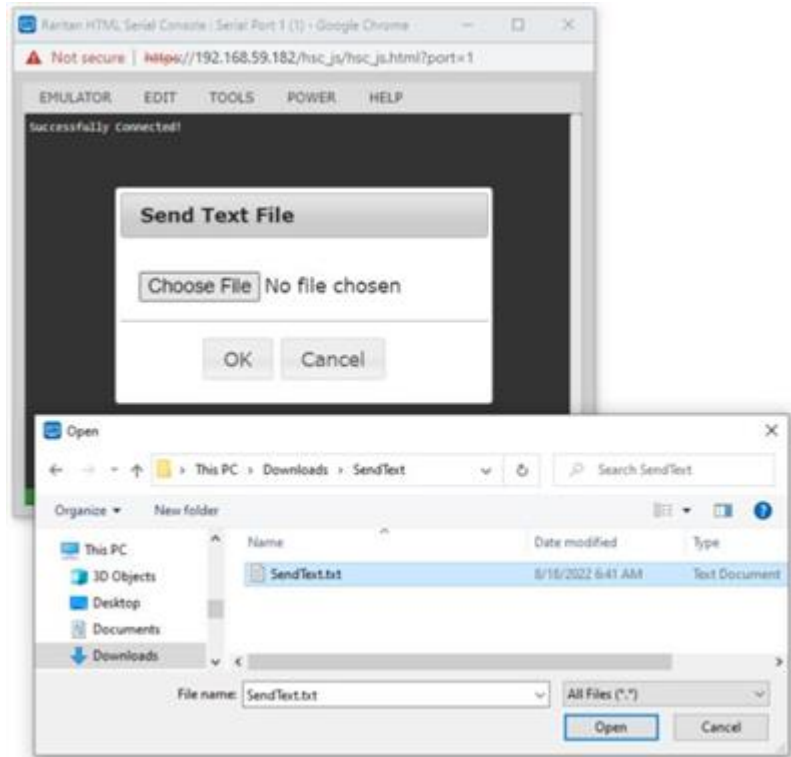 Raritan HTML Serial Console | Serial Port 1 (1) - Google Chrome
Not secure | https://192.168.59.182/hsc_js/hsc_js.html?port=1
EMULATOR EDIT TOOLS POWER HELP
Successfully Connected!
Send Text File
Choose File No file chosen
OK Cancel
Open
This PC > Downloads > SendText
Search SendText
Organize New folder
Name Date modified Type
This PC
SendText.txt 8/18/2022 6:41 AM Text Document
3D Objects
Desktop
Documents
Downloads
File name: SendText.txt All Files (*.*)
Open Cancel